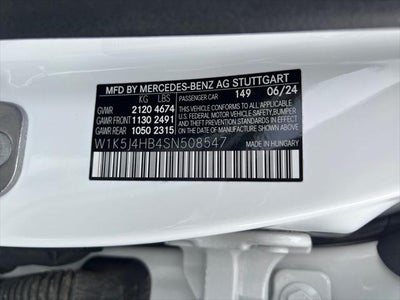 MFD BY MERCEDES-BENZ AG STUTTGART
KG LBS 149 06/24
GVWR 2120 4674 PASSENGER CAR
GAWR FRONT 1130 2491 THIS VEHICLE CONFORMS TO ALL APPLICABLE
GAWR REAR 1050 2315 U.S. FEDERAL MOTOR VEHICLE SAFETY, BUMPER
AND THEFT PREVENTION STANDARDS IN EFFECT
ON THE DATE OF MANUFACTURE SHOWN ABOVE.
W1K5J4HB4SN508547 MADE IN HUNGARY